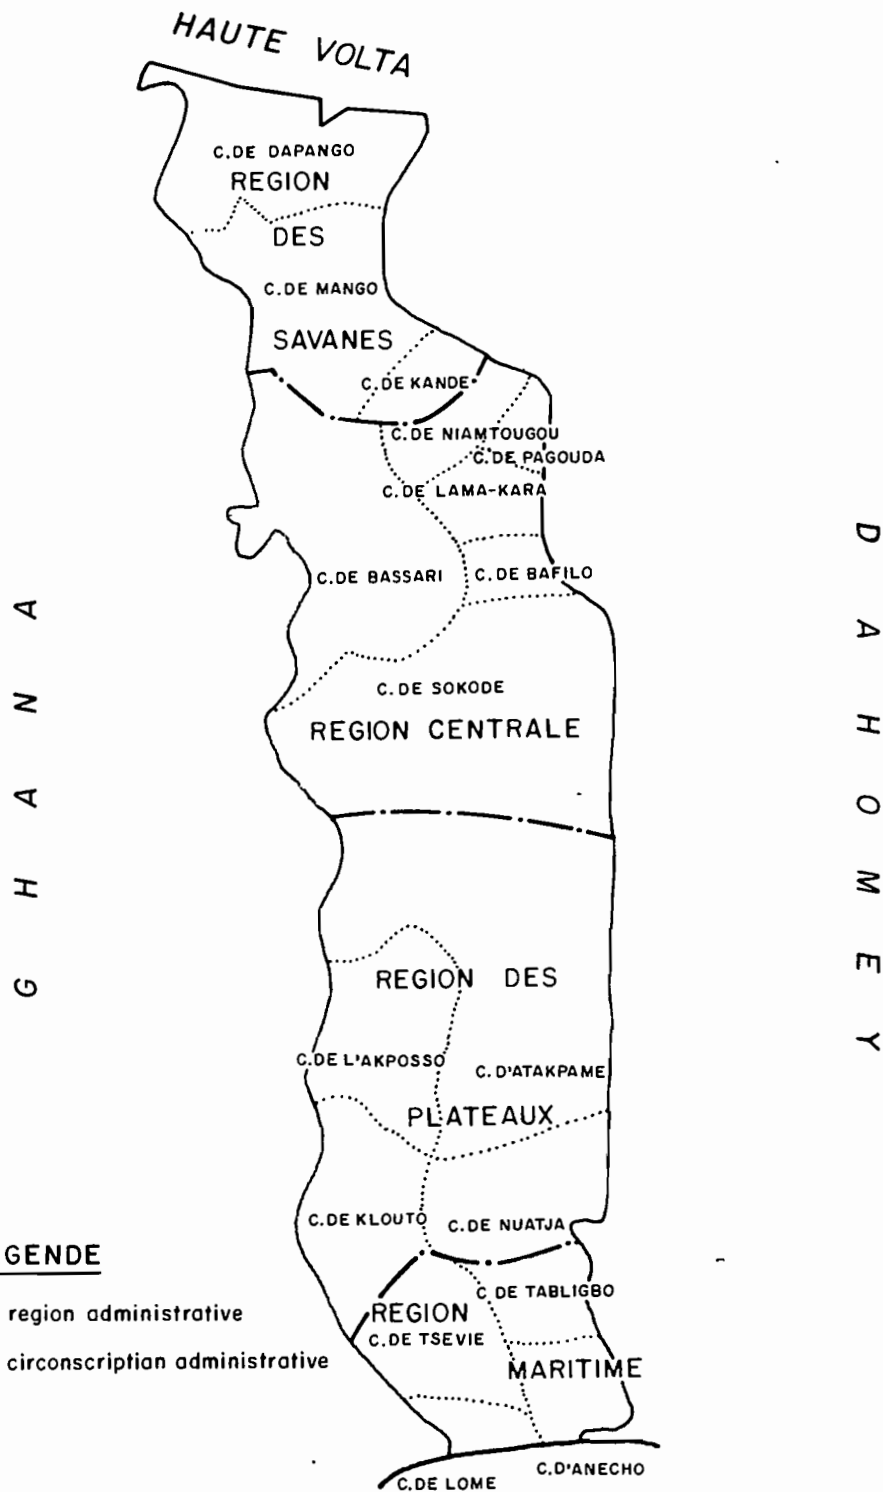 HAUTE VOLTA
C.DE DAPANGO
REGION
DES
C.DE MANGO
SAVANES
C.DE KANDE
C.DE NIAMTOUGOU
C.DE PAGOUDA
C.DE LAMA-KARA
C.DE BASSARI
C.DE BAFILO
C.DE SOKODE
REGION CENTRALE
GHANA
DAHOMEY
REGION DES
C.DE L'AKPOSSO
C.D'ATAKPAME
PLATEAUX
C.DE KLOUTO
C.DE NUATJA
GENDE
C.DE TABLIGBO
region administrative
REGION
C.DE TSEVIE
circonscription administrative
MARITIME
C.DE LOME
C.D'ANECHO